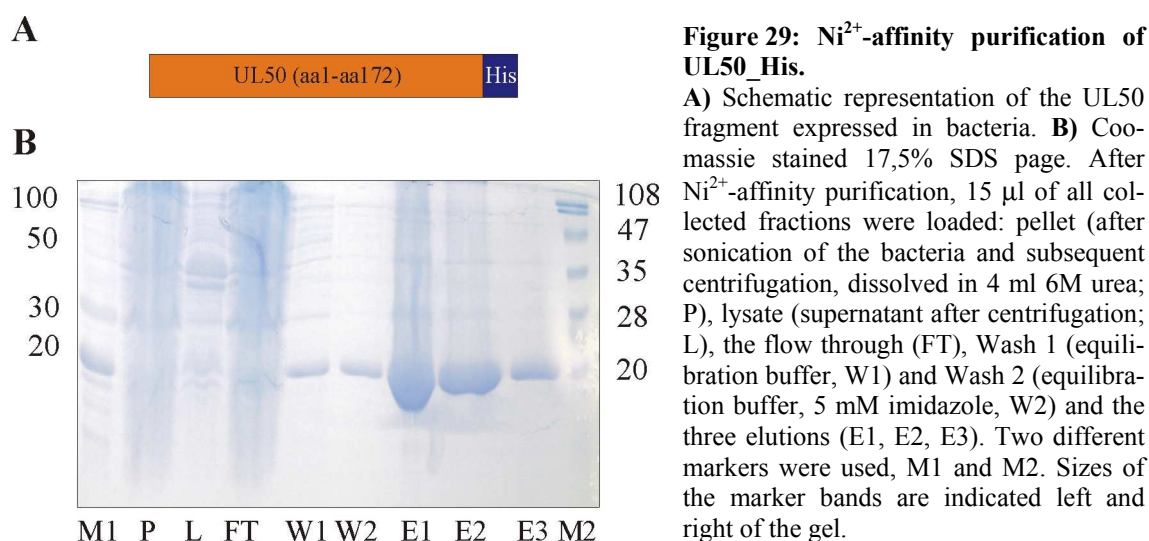 A
UL50 (aa1-aa172) His
B
100
50
30
20
108
47
35
28
20
M1 P L FT W1 W2 E1 E2 E3 M2
Figure 29: Ni2+-affinity purification of
UL50_His.
A) Schematic representation of the UL50
fragment expressed in bacteria. B) Coo-
massie stained 17,5% SDS page. After
Ni2+-affinity purification, 15 µl of all col-
lected fractions were loaded: pellet (after
sonication of the bacteria and subsequent
centrifugation, dissolved in 4 ml 6M urea;
P), lysate (supernatant after centrifugation;
L), the flow through (FT), Wash 1 (equili-
bration buffer, W1) and Wash 2 (equilibra-
tion buffer, 5 mM imidazole, W2) and the
three elutions (E1, E2, E3). Two different
markers were used, M1 and M2. Sizes of
the marker bands are indicated left and
right of the gel.